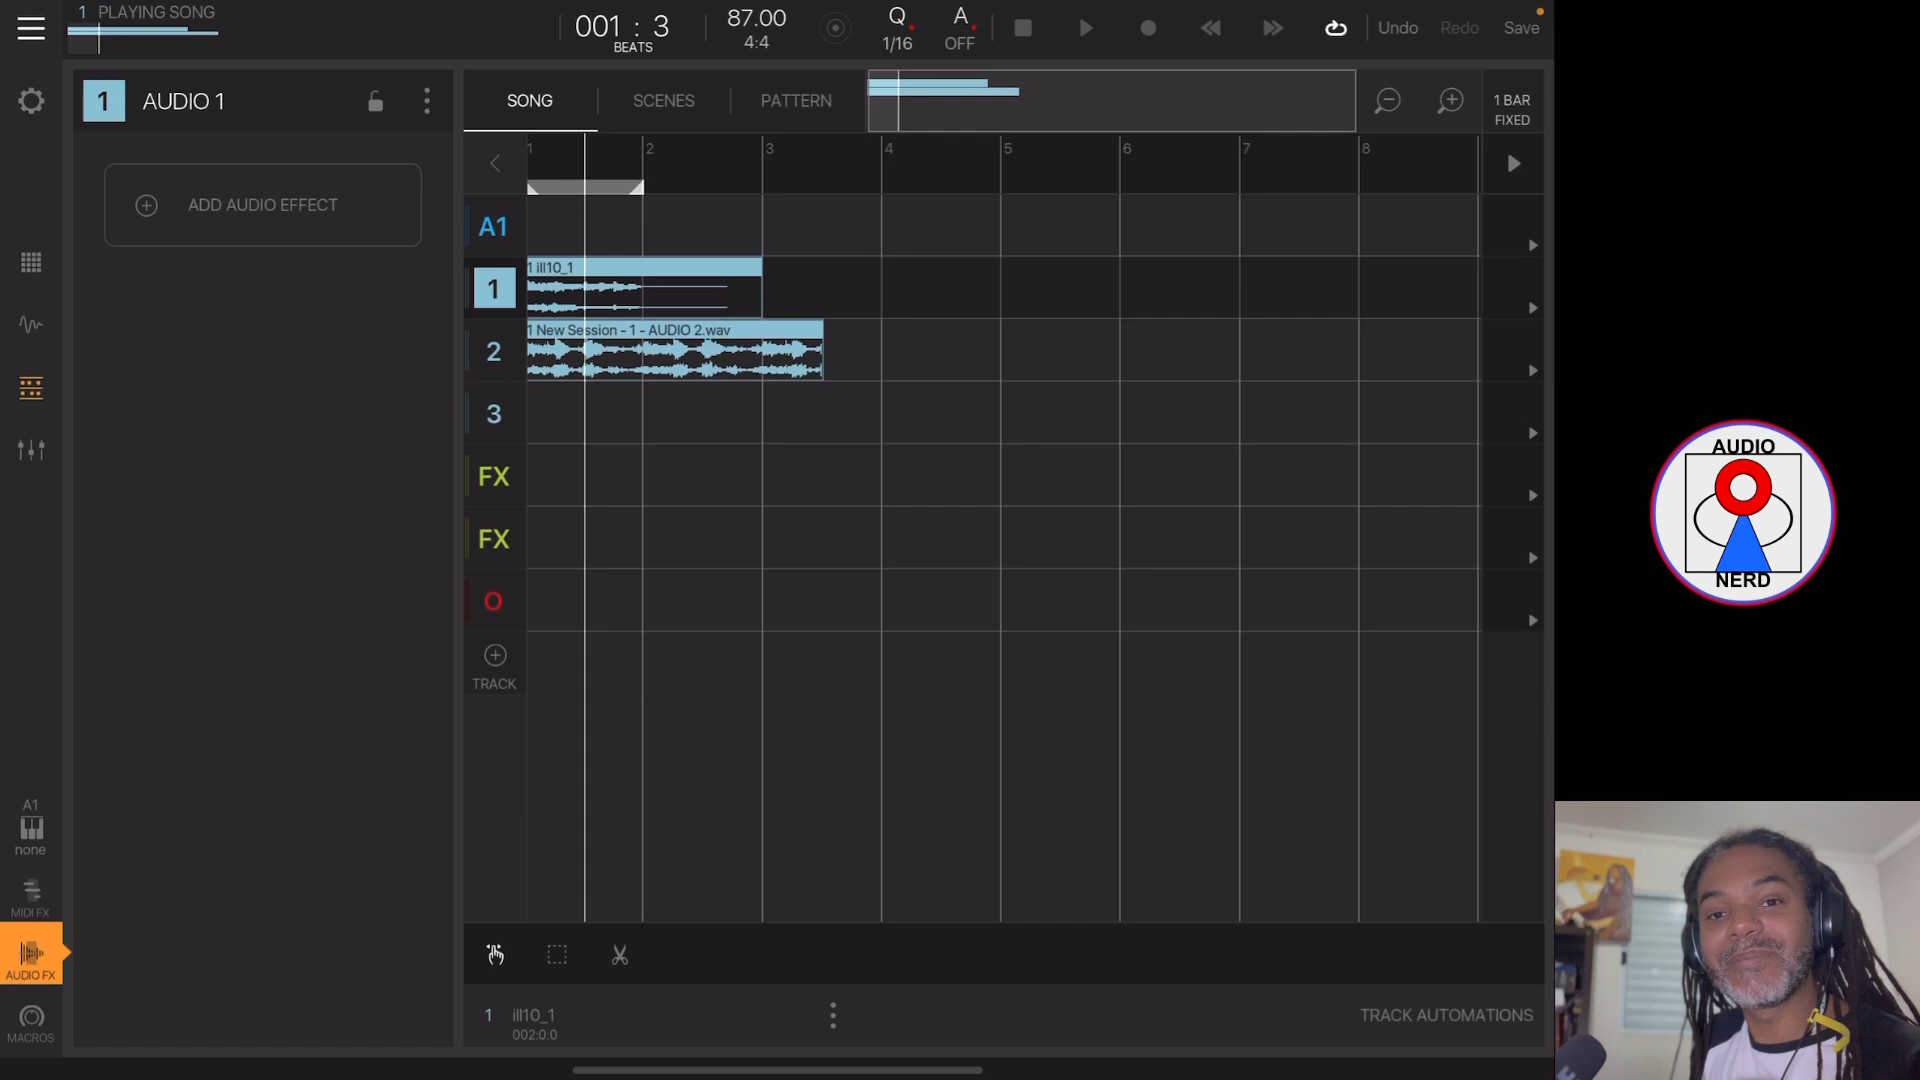 1 PLAYING SONG
001 : 3
BEATS
87.00
4:4
Q
1/16
A
OFF
Undo
Redo
Save
1
AUDIO 1
ADD AUDIO EFFECT
SONG
SCENES
PATTERN
1 BAR
FIXED
1
2
3
4
5
6
7
8
A1
1
1 ill10_1
2
1 New Session - 1 - AUDIO 2.wav
3
FX
FX
O
TRACK
A1
none
MIDI FX
AUDIO FX
MACROS
1 ill10_1
002:0:0
TRACK AUTOMATIONS
AUDIO
NERD